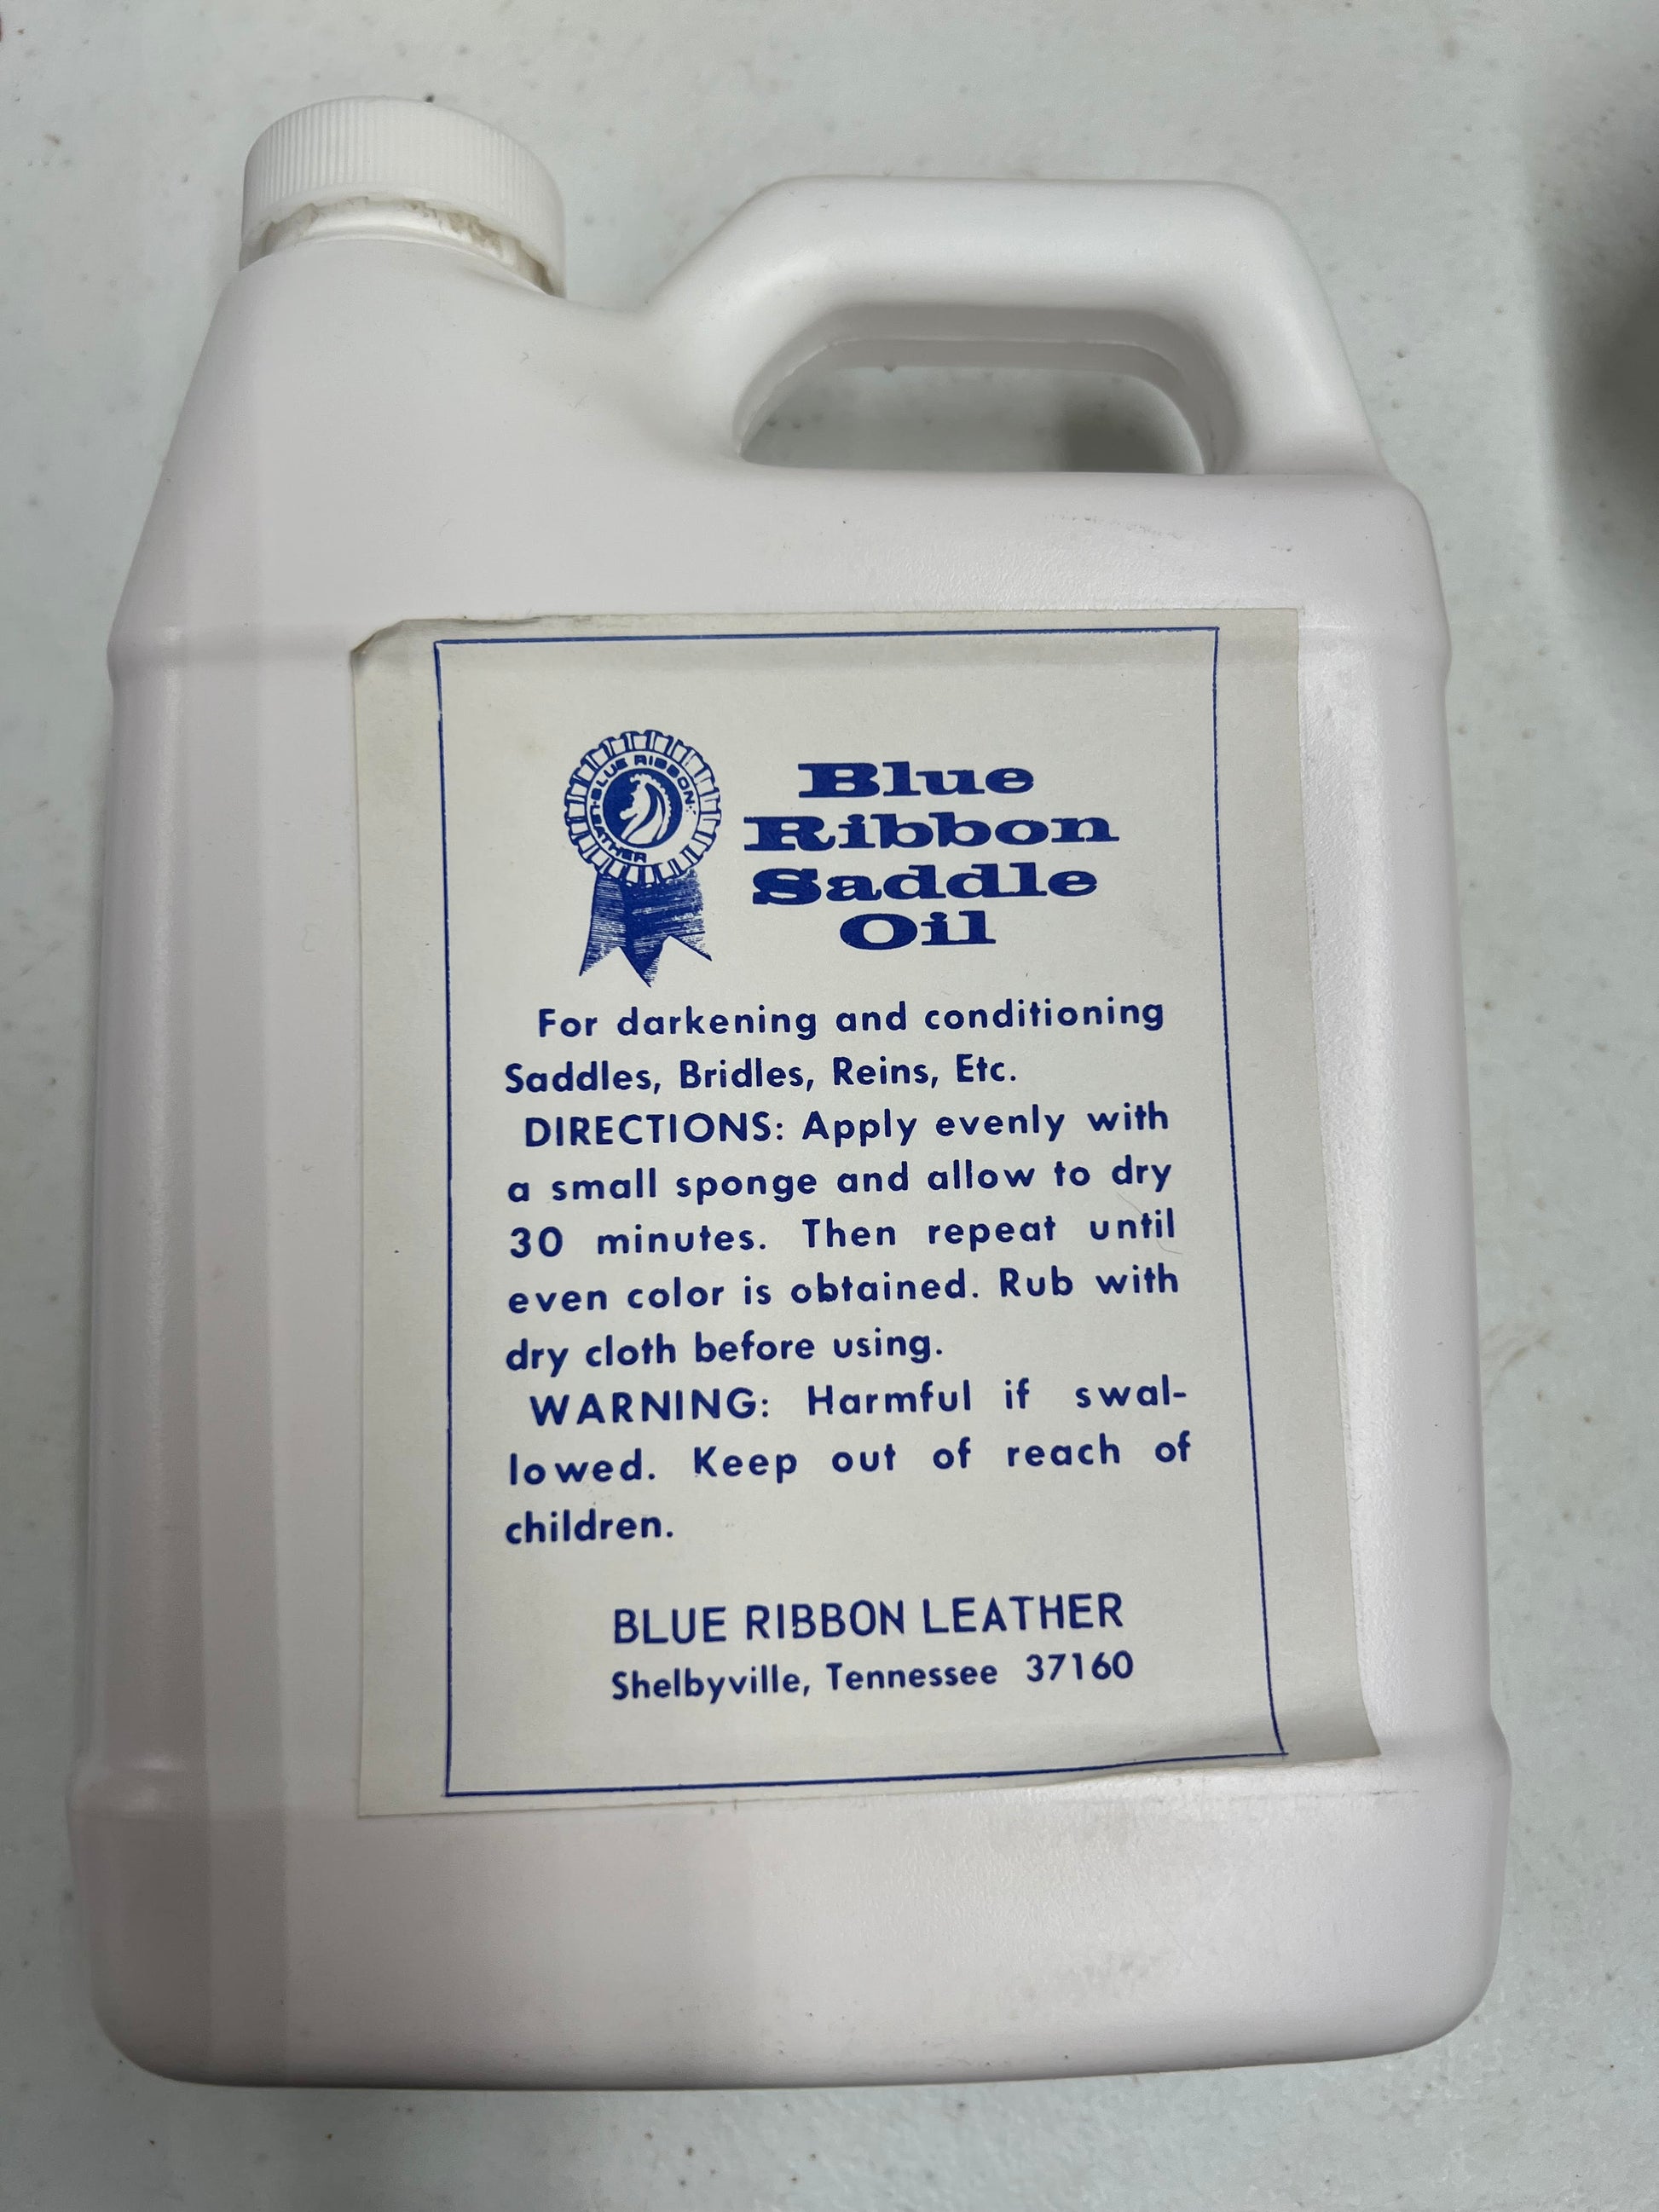 BLUE RIBBON
LEATHER
Blue
Ribbon
Saddle
Oil
For darkening and conditioning
Saddles, Bridles, Reins, Etc.
DIRECTIONS: Apply evenly with
a small sponge and allow to dry
30 minutes. Then repeat until
even color is obtained. Rub with
dry cloth before using.
WARNING: Harmful if swal-
lowed. Keep out of reach of
children.
BLUE RIBBON LEATHER
Shelbyville, Tennessee 37160